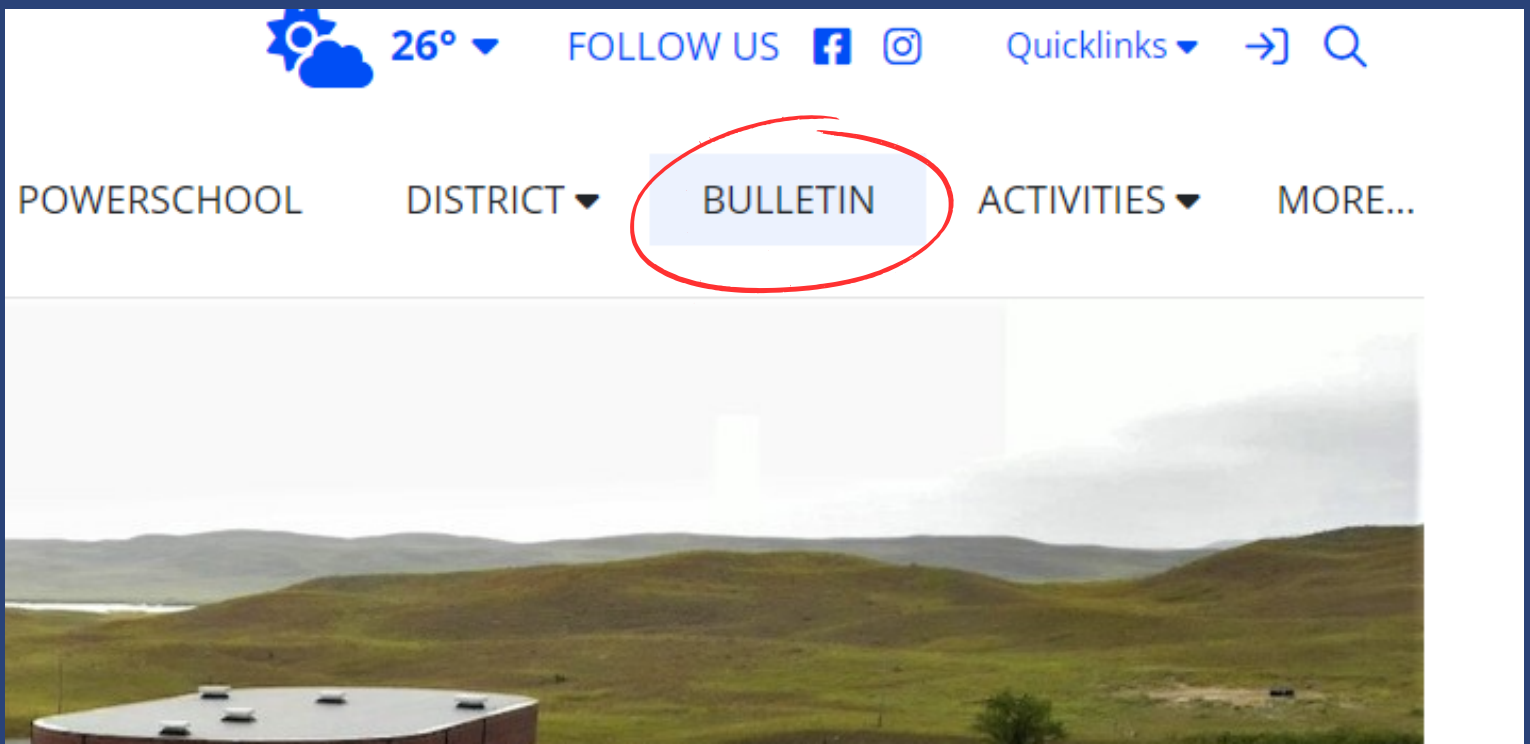 26° FOLLOW US Quicklinks
POWERSCHOOL DISTRICT BULLETIN ACTIVITIES MORE...